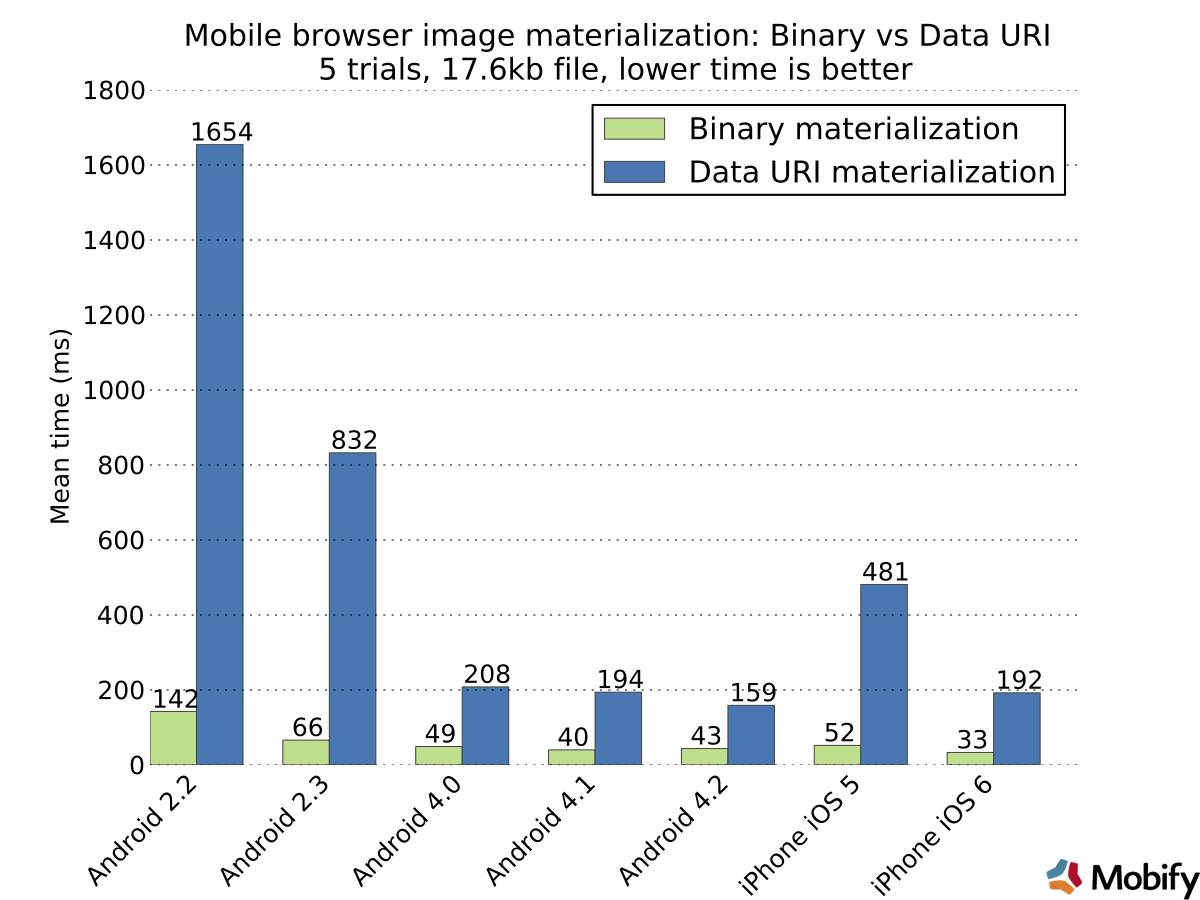 Mobile browser image materialization: Binary vs Data URI
5 trials, 17.6kb file, lower time is better
Binary materialization
Data URI materialization
Mean time (ms)
1800
1600
1400
1200
1000
800
600
400
200
0
142
1654
66
832
49
208
40
194
43
159
52
481
33
192
Android 2.2
Android 2.3
Android 4.0
Android 4.1
Android 4.2
iPhone iOS 5
iPhone iOS 6
Mobify